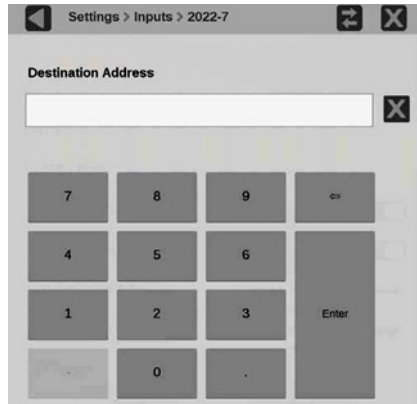 Settings > Inputs > 2022-7
Destination Address
7 8 9 ⇦
4 5 6
1 2 3 Enter
0 .